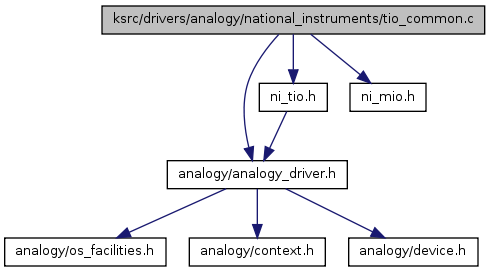 ksrc/drivers/analogy/national_instruments/tio_common.c
ni_tio.h
ni_mio.h
analogy/analogy_driver.h
analogy/os_facilities.h
analogy/context.h
analogy/device.h